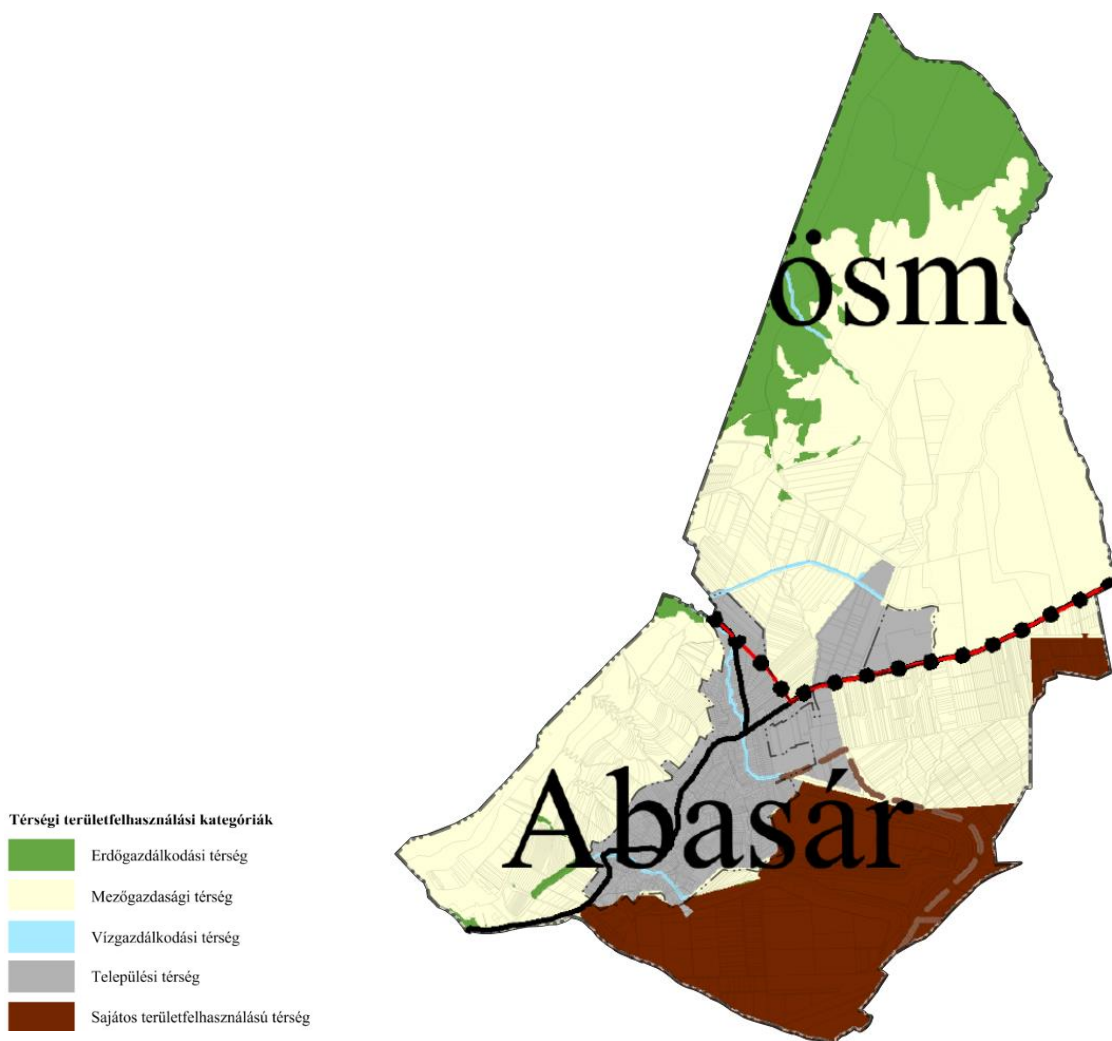 ösm
Abasár
Térségi területfelhasználási kategóriák
Erdőgazdálkodási térség
Mezőgazdasági térség
Vízgazdálkodási térség
Települési térség
Sajátos területfelhasználású térség